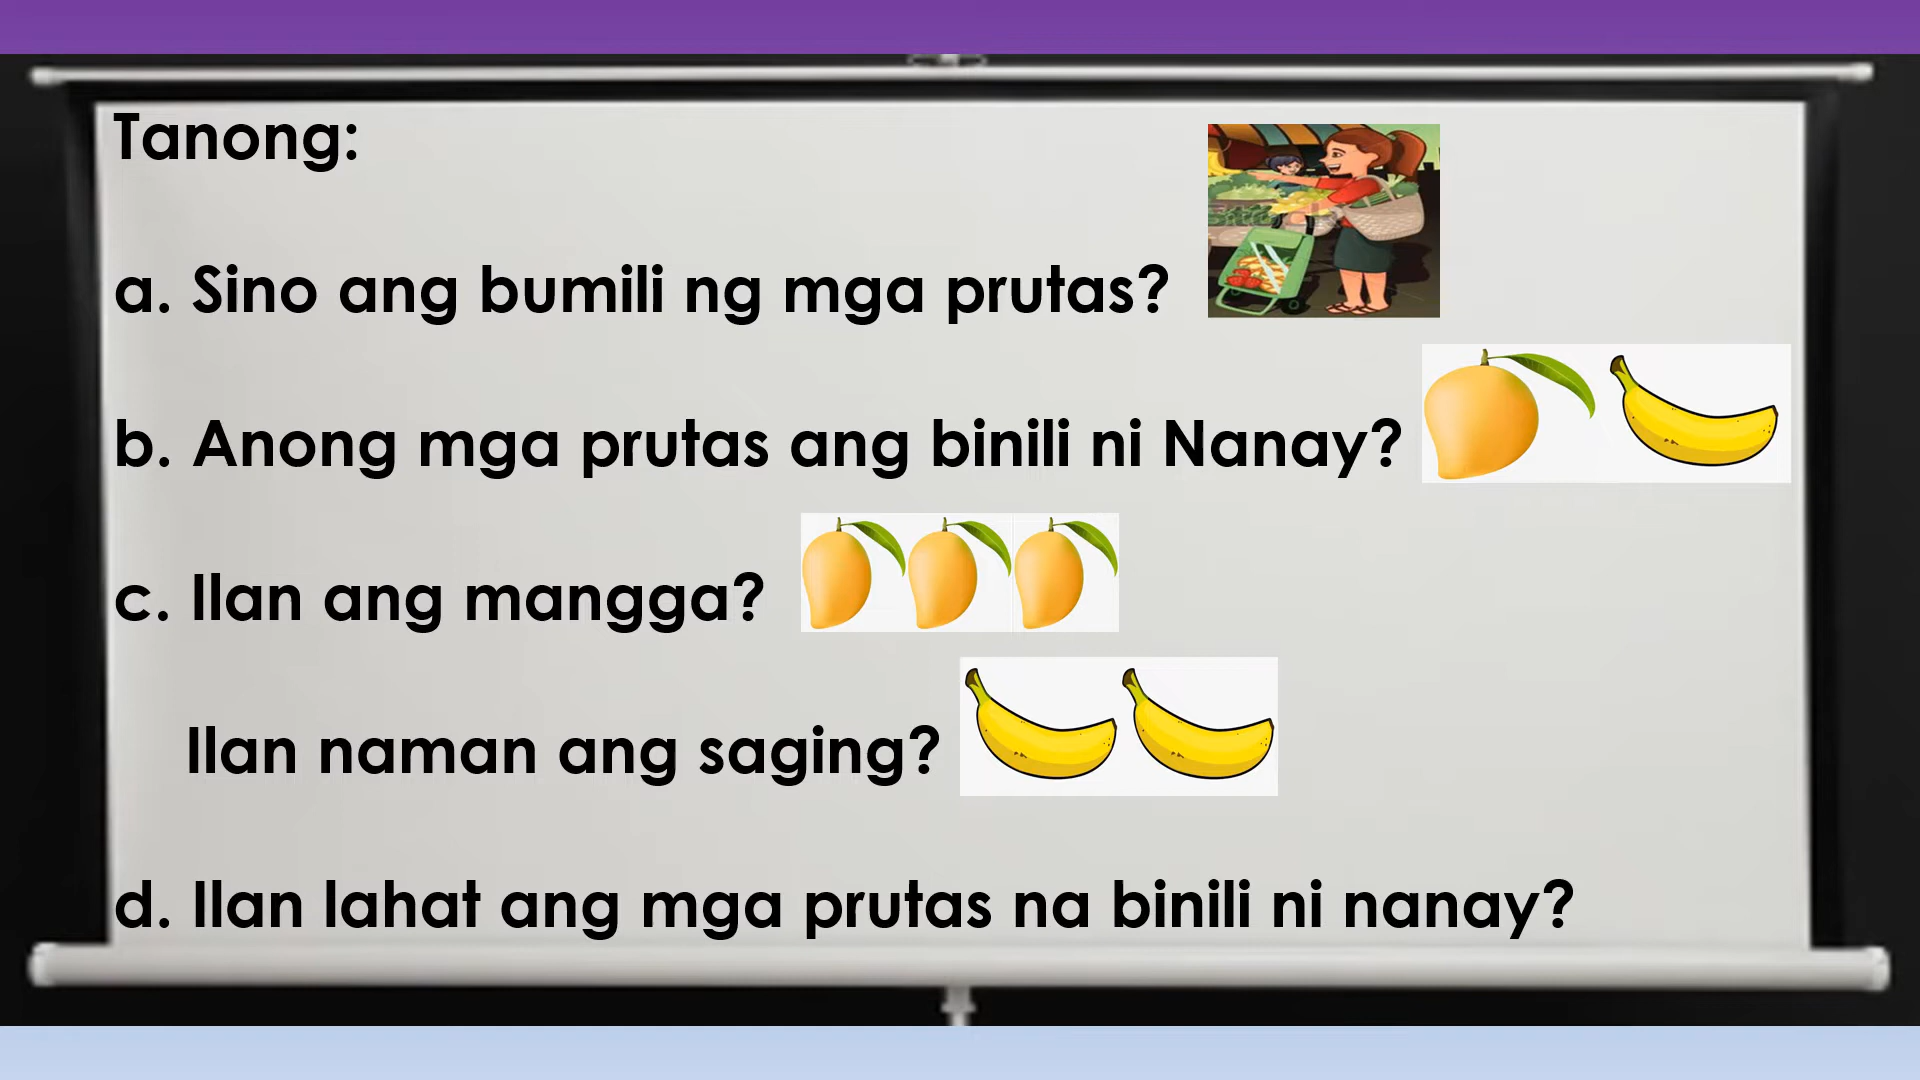 Tanong:
a. Sino ang bumili ng mga prutas?
b. Anong mga prutas ang binili ni Nanay?
c. Ilan ang mangga?
Ilan naman ang saging?
d. Ilan lahat ang mga prutas na binili ni nanay?